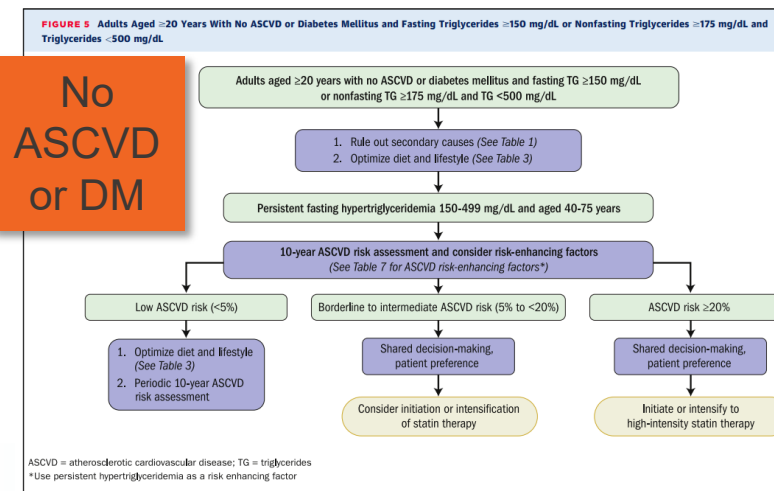 FIGURE 5 Adults Aged ≥20 Years With No ASCVD or Diabetes Mellitus and Fasting Triglycerides ≥150 mg/dL or Nonfasting Triglycerides ≥175 mg/dL and
Triglycerides <500 mg/dL
No
ASCVD
or DM
Adults aged ≥20 years with no ASCVD or diabetes mellitus and fasting TG ≥150 mg/dL
or nonfasting TG ≥175 mg/dL and TG <500 mg/dL
1. Rule out secondary causes (See Table 1)
2. Optimize diet and lifestyle (See Table 3)
Persistent fasting hypertriglyceridemia 150-499 mg/dL and aged 40-75 years
10-year ASCVD risk assessment and consider risk-enhancing factors
(See Table 7 for ASCVD risk-enhancing factors*)
Low ASCVD risk (<5%)
Borderline to intermediate ASCVD risk (5% to <20%)
ASCVD risk ≥20%
1. Optimize diet and lifestyle
(See Table 3)
2. Periodic 10-year ASCVD
risk assessment
Shared decision-making,
patient preference
Shared decision-making,
patient preference
Consider initiation or intensification
of statin therapy
Initiate or intensify to
high-intensity statin therapy
ASCVD = atherosclerotic cardiovascular disease; TG = triglycerides
*Use persistent hypertriglyceridemia as a risk enhancing factor